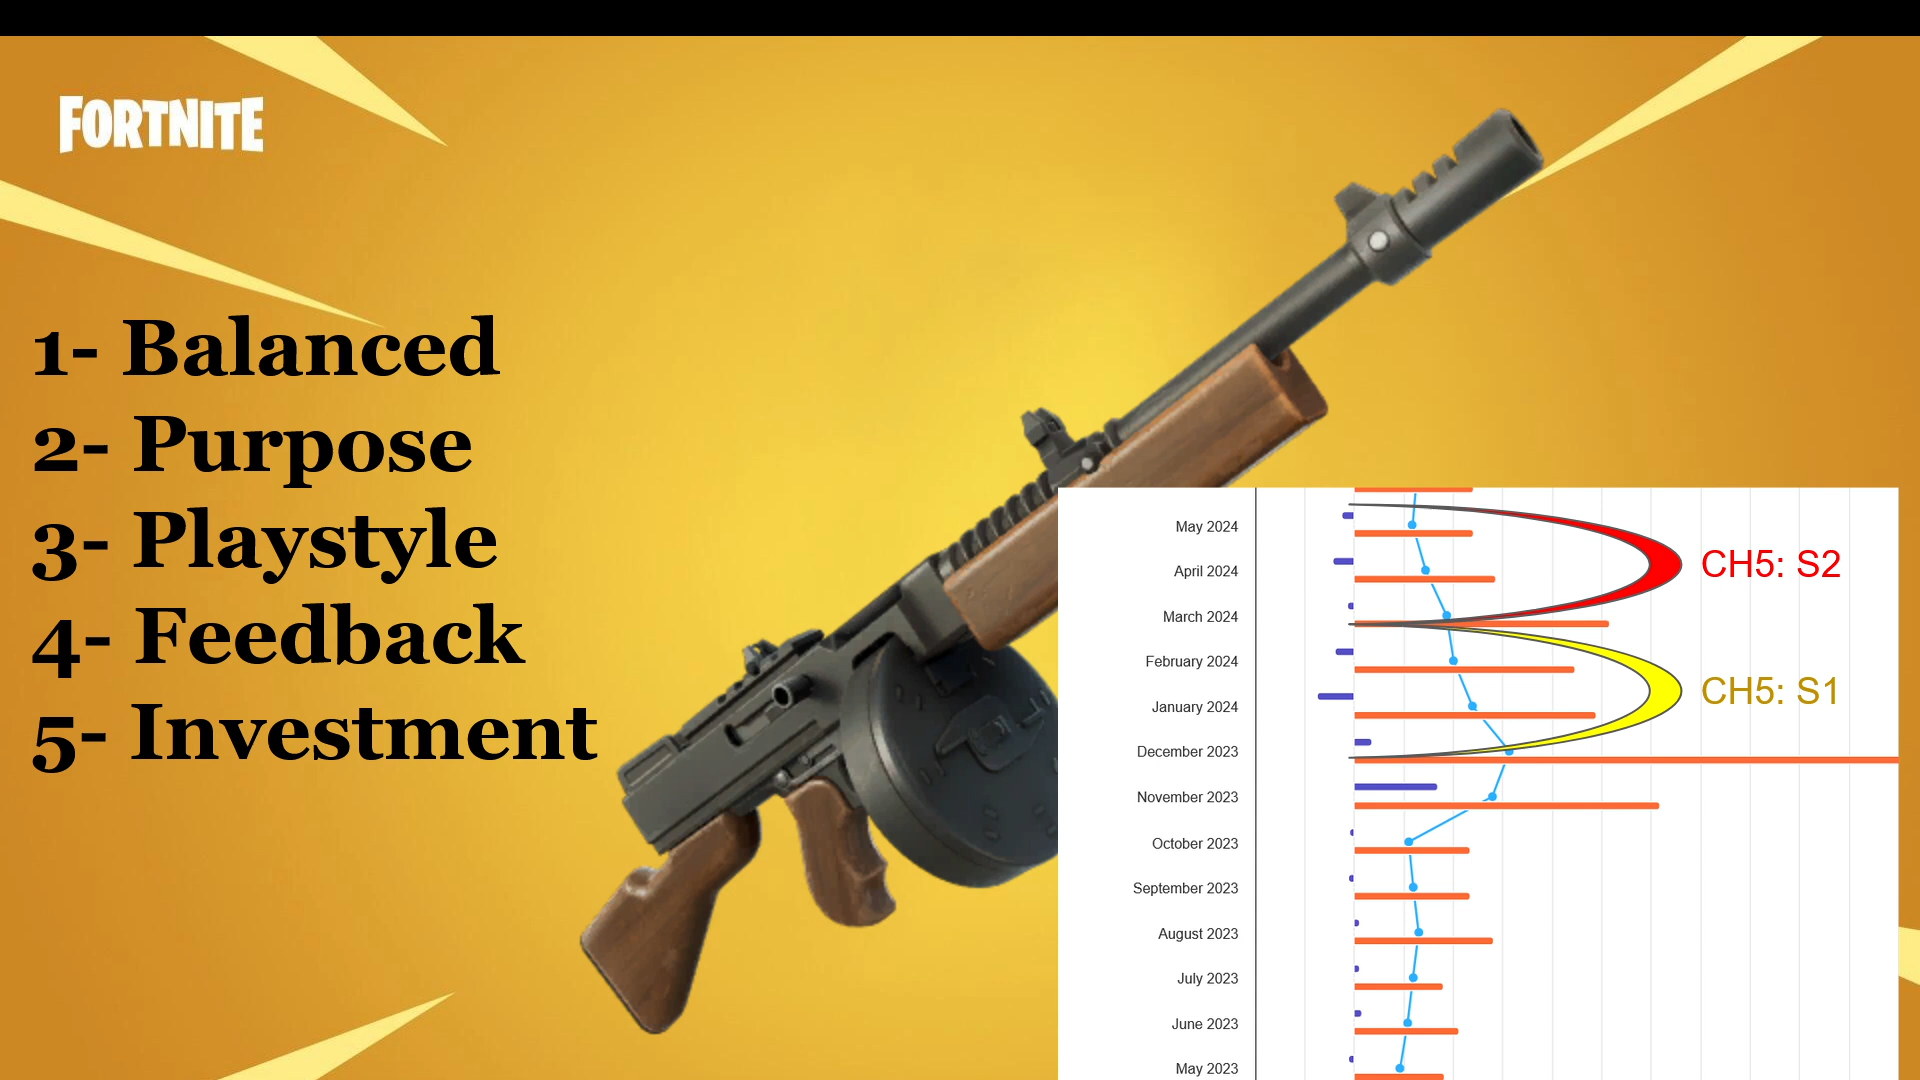 FORTNITE
1- Balanced
2- Purpose
3- Playstyle
4- Feedback
5- Investment
May 2024
April 2024
CH5: S2
March 2024
February 2024
CH5: S1
January 2024
December 2023
November 2023
October 2023
September 2023
August 2023
July 2023
June 2023
May 2023